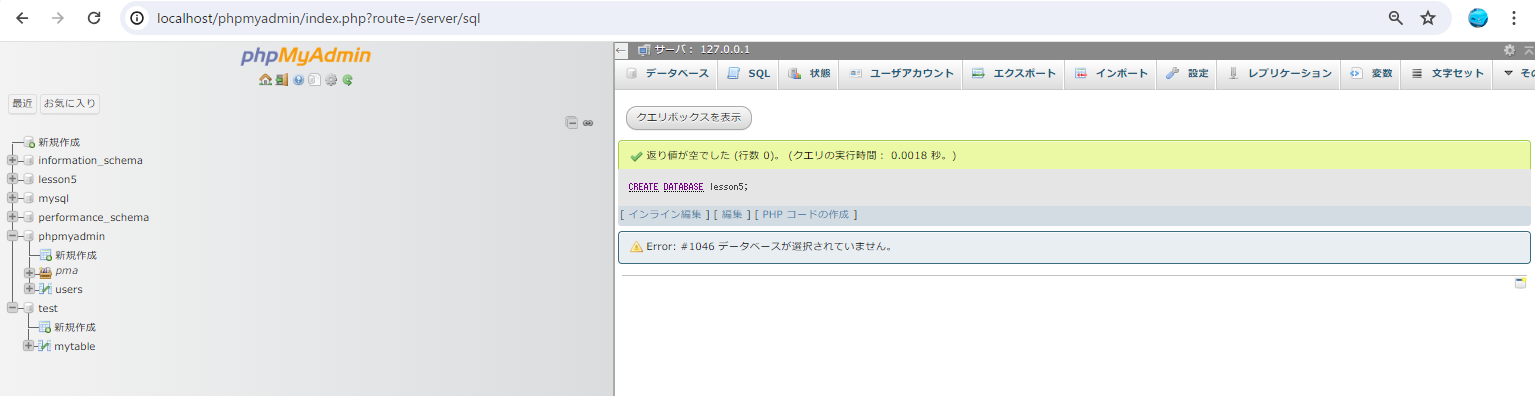 localhost/phpmyadmin/index.php?route=/server/sql
phpMyAdmin
最近 お気に入り
新規作成
information_schema
lesson5
mysql
performance_schema
phpmyadmin
新規作成
pma
users
test
新規作成
mytable
サーバ: 127.0.0.1
データベース SQL 状態 ユーザアカウント エクスポート インポート 設定 レプリケーション 変数 文字セット そ
クエリボックスを表示
返り値が空でした (行数 0)。 (クエリの実行時間: 0.0018 秒。)
CREATE DATABASE lesson5;
[ インライン編集 ] [ 編集 ] [ PHP コードの作成 ]
Error: #1046 データベースが選択されていません。